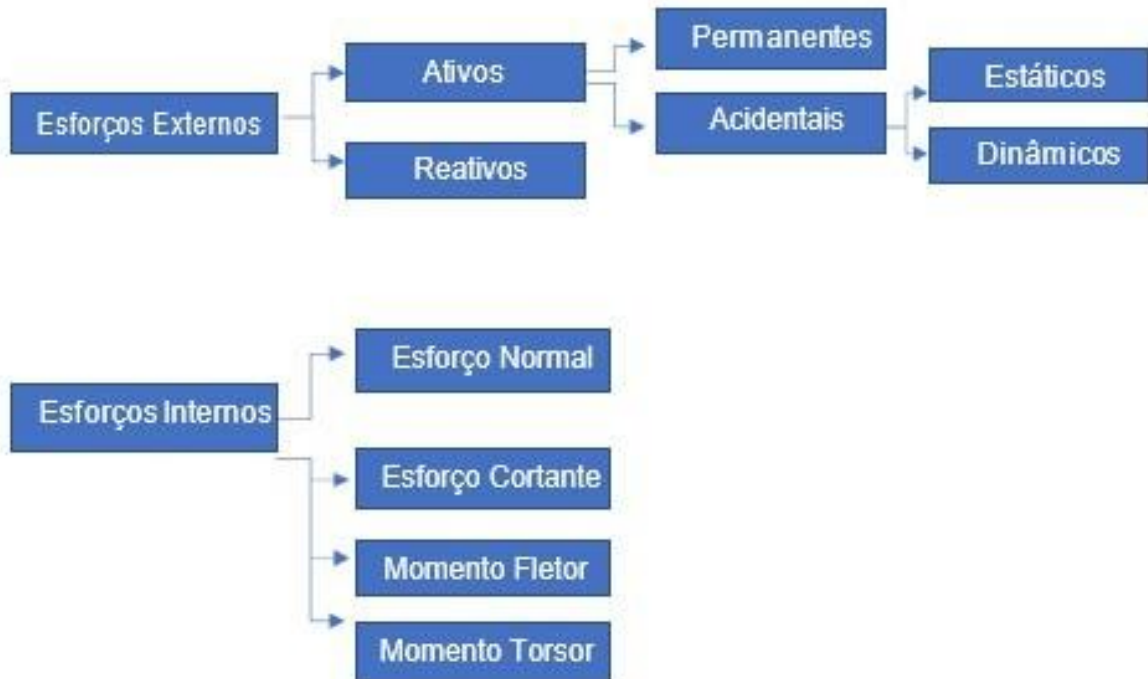 Esforços Externos
Ativos
Reativos
Permanentes
Acidentais
Estáticos
Dinâmicos
Esforços Internos
Esforço Normal
Esforço Cortante
Momento Fletor
Momento Torsor